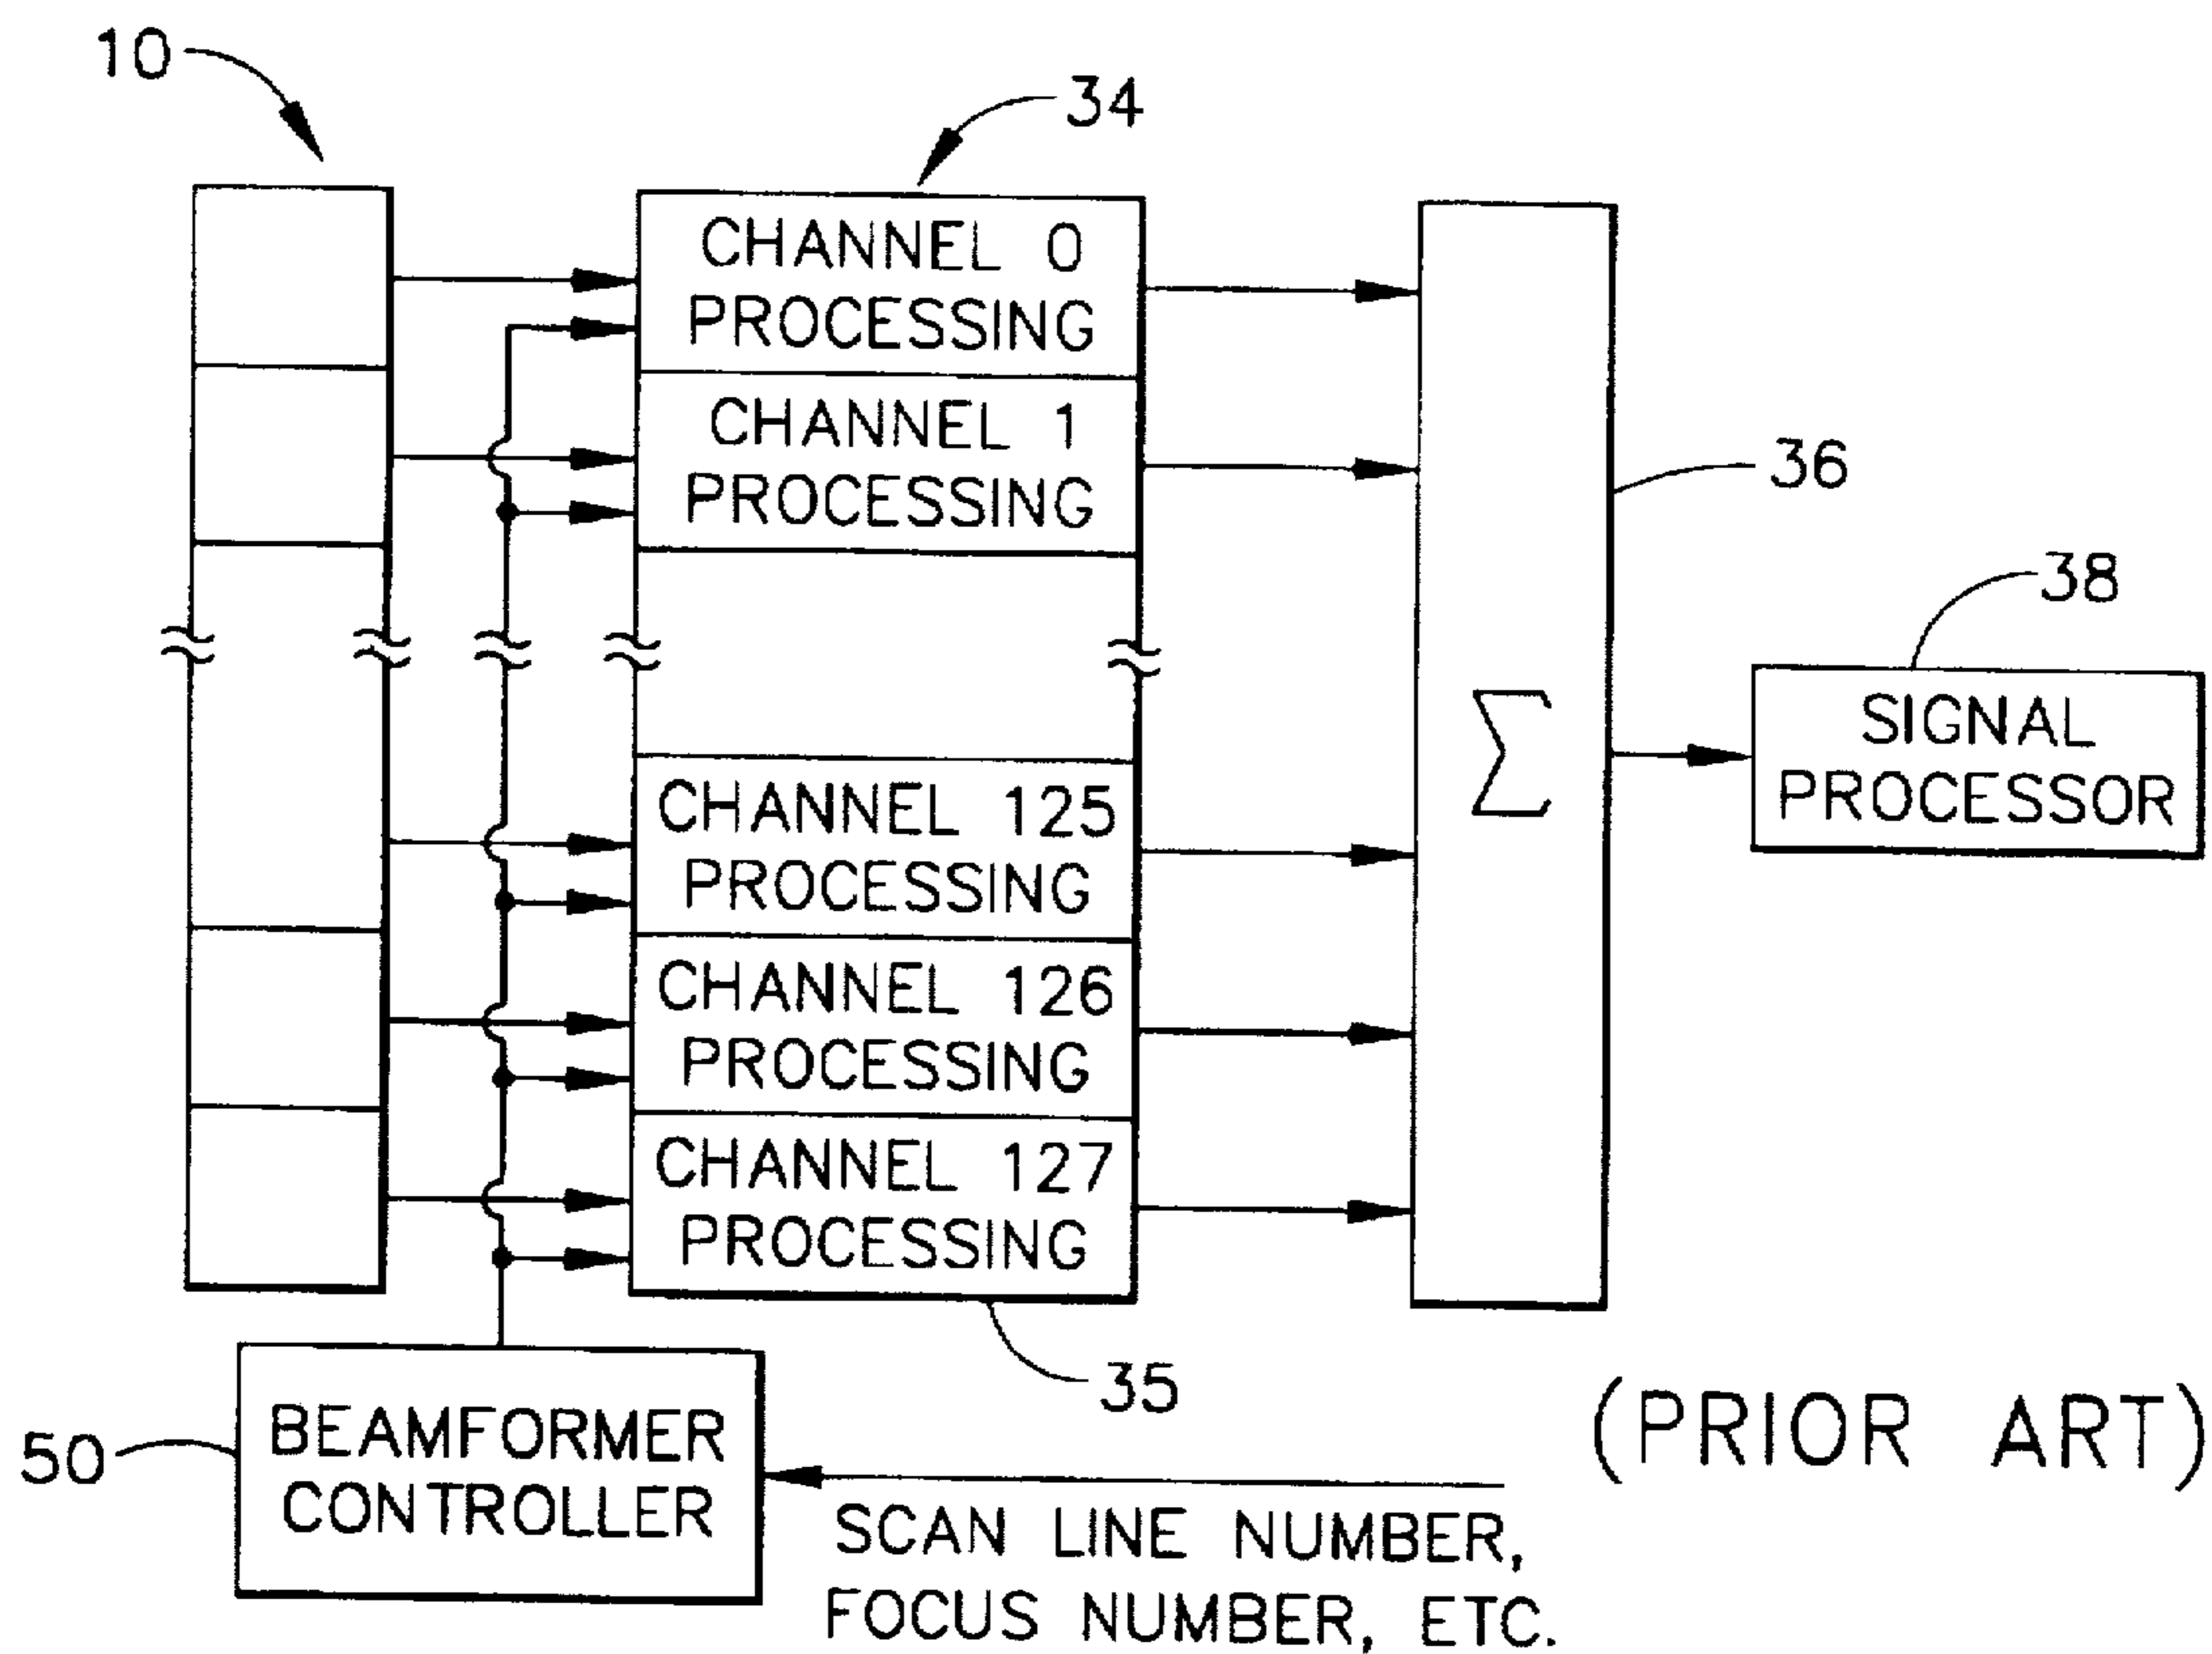 10
34
CHANNEL 0
PROCESSING
CHANNEL 1
PROCESSING
36
38
SIGNAL
PROCESSOR
Σ
CHANNEL 125
PROCESSING
CHANNEL 126
PROCESSING
CHANNEL 127
PROCESSING
35
50
BEAMFORMER
CONTROLLER
SCAN LINE NUMBER,
FOCUS NUMBER, ETC.
(PRIOR ART)